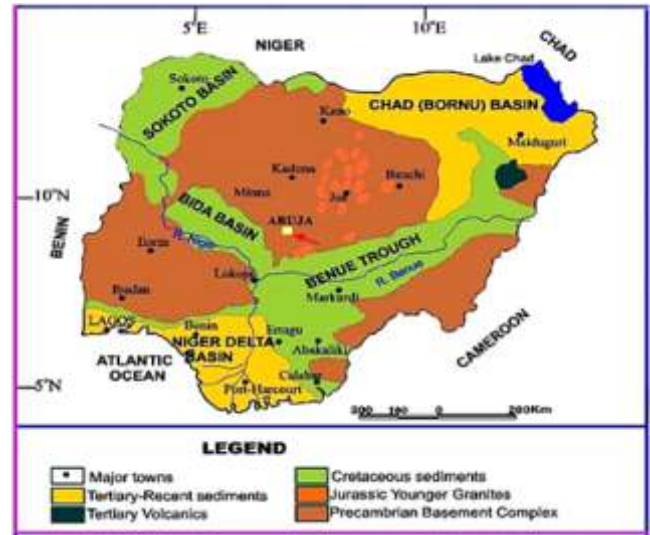 5°E
10°E
NIGER
CHAD
Lake Chad
Sokoto
SOKOTO BASIN
CHAD (BORNU) BASIN
Kano
Maiduguri
Kaduna
Bauchi
Minna
Jos
10°N
BIDA BASIN
ABUJA
BENIN
Ilorin
R. Niger
Lokoja
BENUE TROUGH
R. Benue
Markurdi
Ibadan
LAGOS
Benin
Enugu
Abakaliki
NIGER DELTA
BASIN
CAMEROON
ATLANTIC
OCEAN
Calabar
5°N
Port-Harcourt
0
200Km
LEGEND
Major towns
Tertiary-Recent sediments
Tertiary Volcanics
Cretaceous sediments
Jurassic Younger Granites
Precambrian Basement Complex